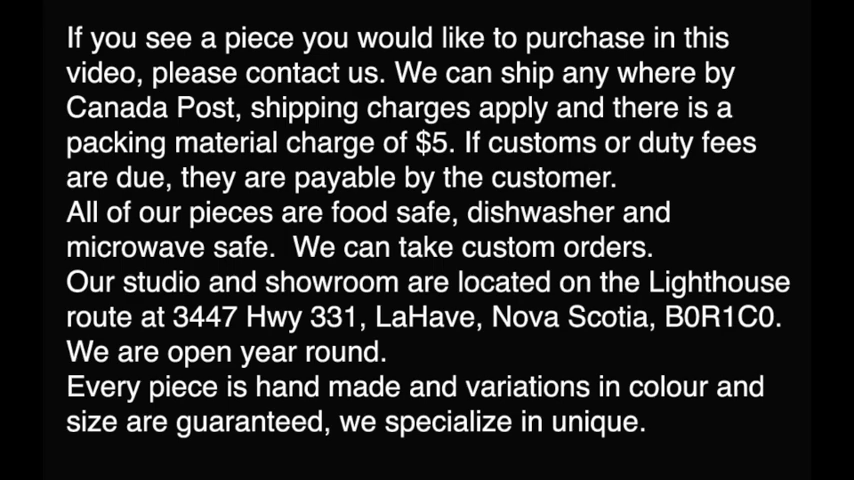 If you see a piece you would like to purchase in this
video, please contact us. We can ship any where by
Canada Post, shipping charges apply and there is a
packing material charge of $5. If customs or duty fees
are due, they are payable by the customer.
All of our pieces are food safe, dishwasher and
microwave safe.  We can take custom orders.
Our studio and showroom are located on the Lighthouse
route at 3447 Hwy 331, LaHave, Nova Scotia, B0R1C0.
We are open year round.
Every piece is hand made and variations in colour and
size are guaranteed, we specialize in unique.